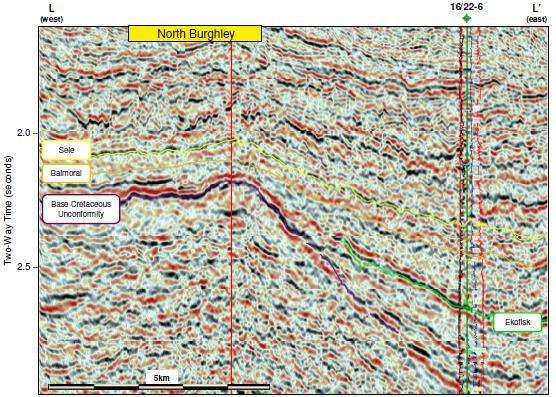 L
(west)
North Burghley
16/22-6
L'
(east)
2.0
Sele
Balmoral
Base Cretaceous
Unconformity
Two-Way Time (seconds)
2.5
Ekofisk
5km